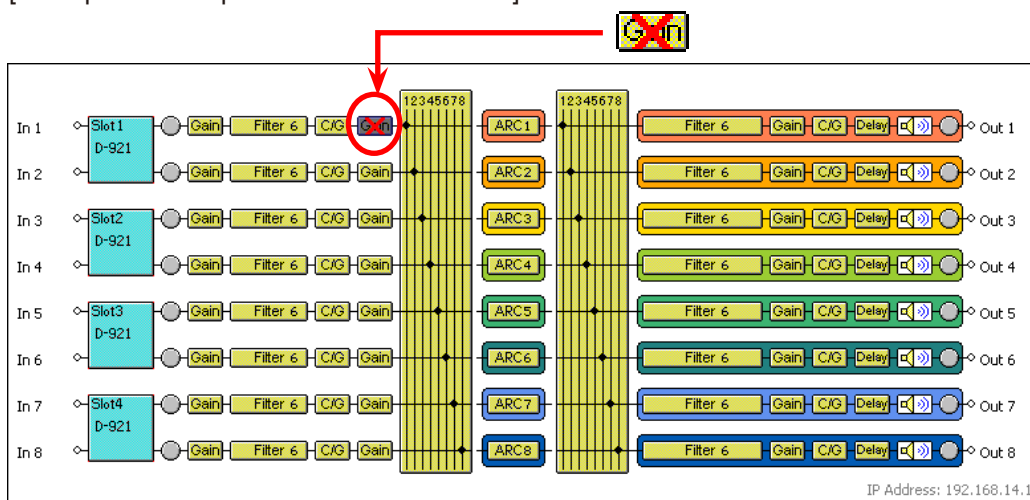 Gain
12345678 12345678
In 1 Slot1 Gain Filter 6 C/G Gain ARC1 Filter 6 Gain C/G Delay Out 1
D-921
In 2 Gain Filter 6 C/G Gain ARC2 Filter 6 Gain C/G Delay Out 2
In 3 Slot2 Gain Filter 6 C/G Gain ARC3 Filter 6 Gain C/G Delay Out 3
D-921
In 4 Gain Filter 6 C/G Gain ARC4 Filter 6 Gain C/G Delay Out 4
In 5 Slot3 Gain Filter 6 C/G Gain ARC5 Filter 6 Gain C/G Delay Out 5
D-921
In 6 Gain Filter 6 C/G Gain ARC6 Filter 6 Gain C/G Delay Out 6
In 7 Slot4 Gain Filter 6 C/G Gain ARC7 Filter 6 Gain C/G Delay Out 7
D-921
In 8 Gain Filter 6 C/G Gain ARC8 Filter 6 Gain C/G Delay Out 8
IP Address: 192.168.14.1